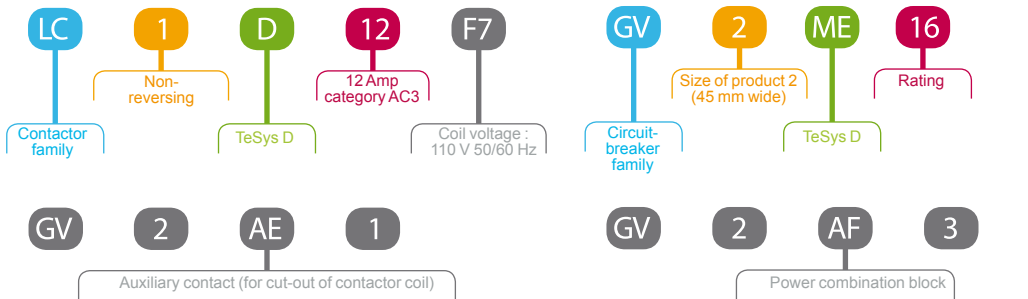 LC 1 D 12 F7
Non-
reversing
12 Amp
category AC3
Contactor
family
TeSys D
Coil voltage :
110 V 50/60 Hz
GV 2 ME 16
Size of product 2
(45 mm wide)
Rating
Circuit-
breaker
family
TeSys D
GV 2 AE 1
Auxiliary contact (for cut-out of contactor coil)
GV 2 AF 3
Power combination block